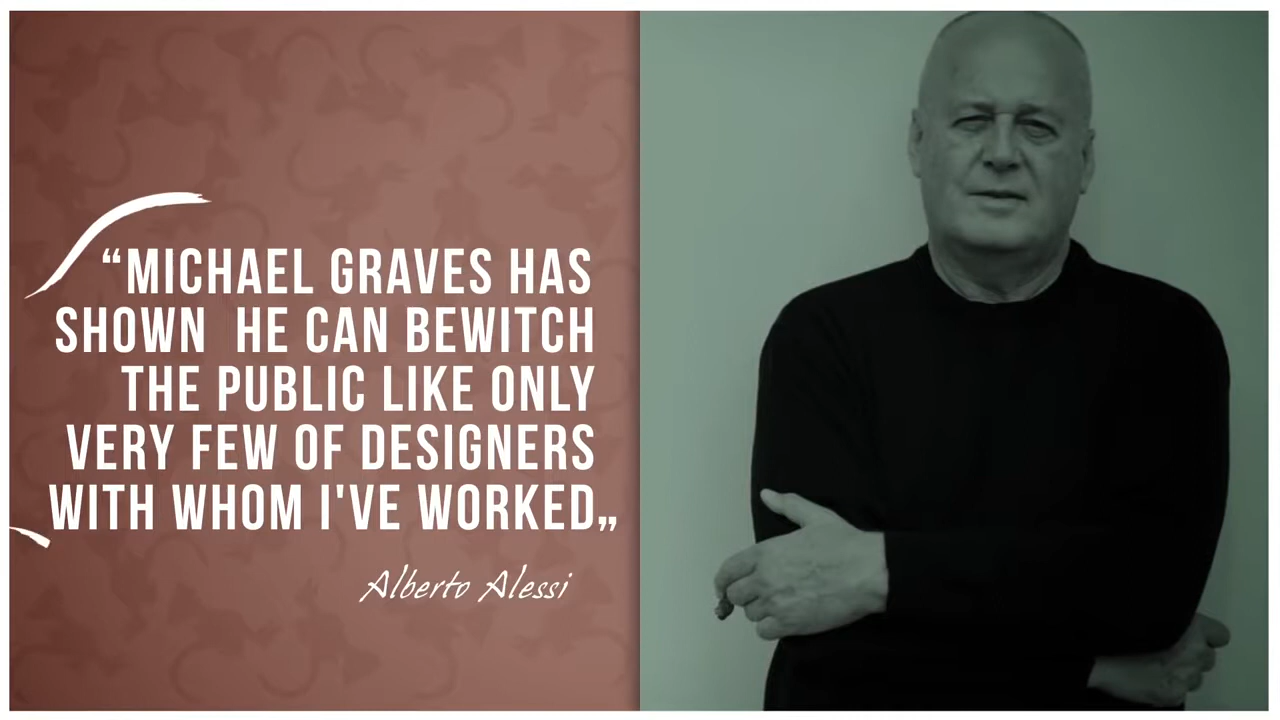 “MICHAEL GRAVES HAS
SHOWN HE CAN BEWITCH
THE PUBLIC LIKE ONLY
VERY FEW OF DESIGNERS
WITH WHOM I'VE WORKED„
Alberto Alessi